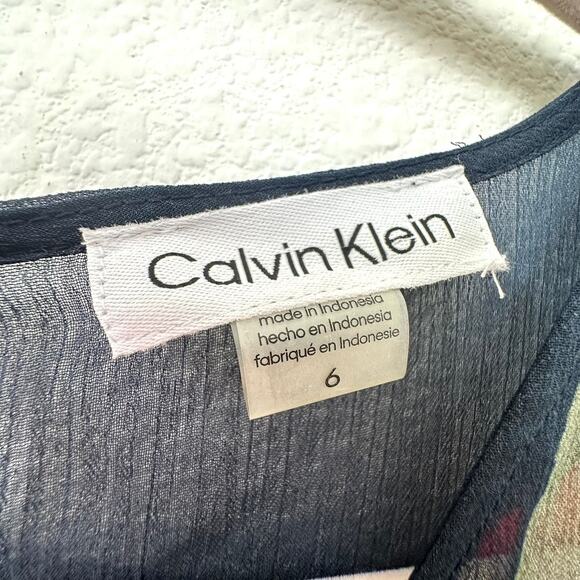 Calvin Klein
made in Indonesia
hecho en Indonesia
fabriqué en Indonesie
6